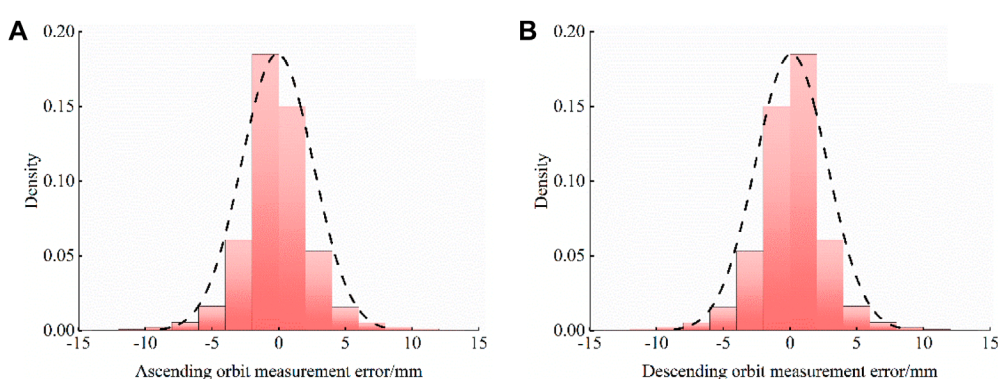 A
0.20
0.15
0.10
0.05
0.00
Density
-15 -10 -5 0 5 10 15
Ascending orbit measurement error/mm
B
0.20
0.15
0.10
0.05
0.00
Density
-15 -10 -5 0 5 10 15
Descending orbit measurement error/mm